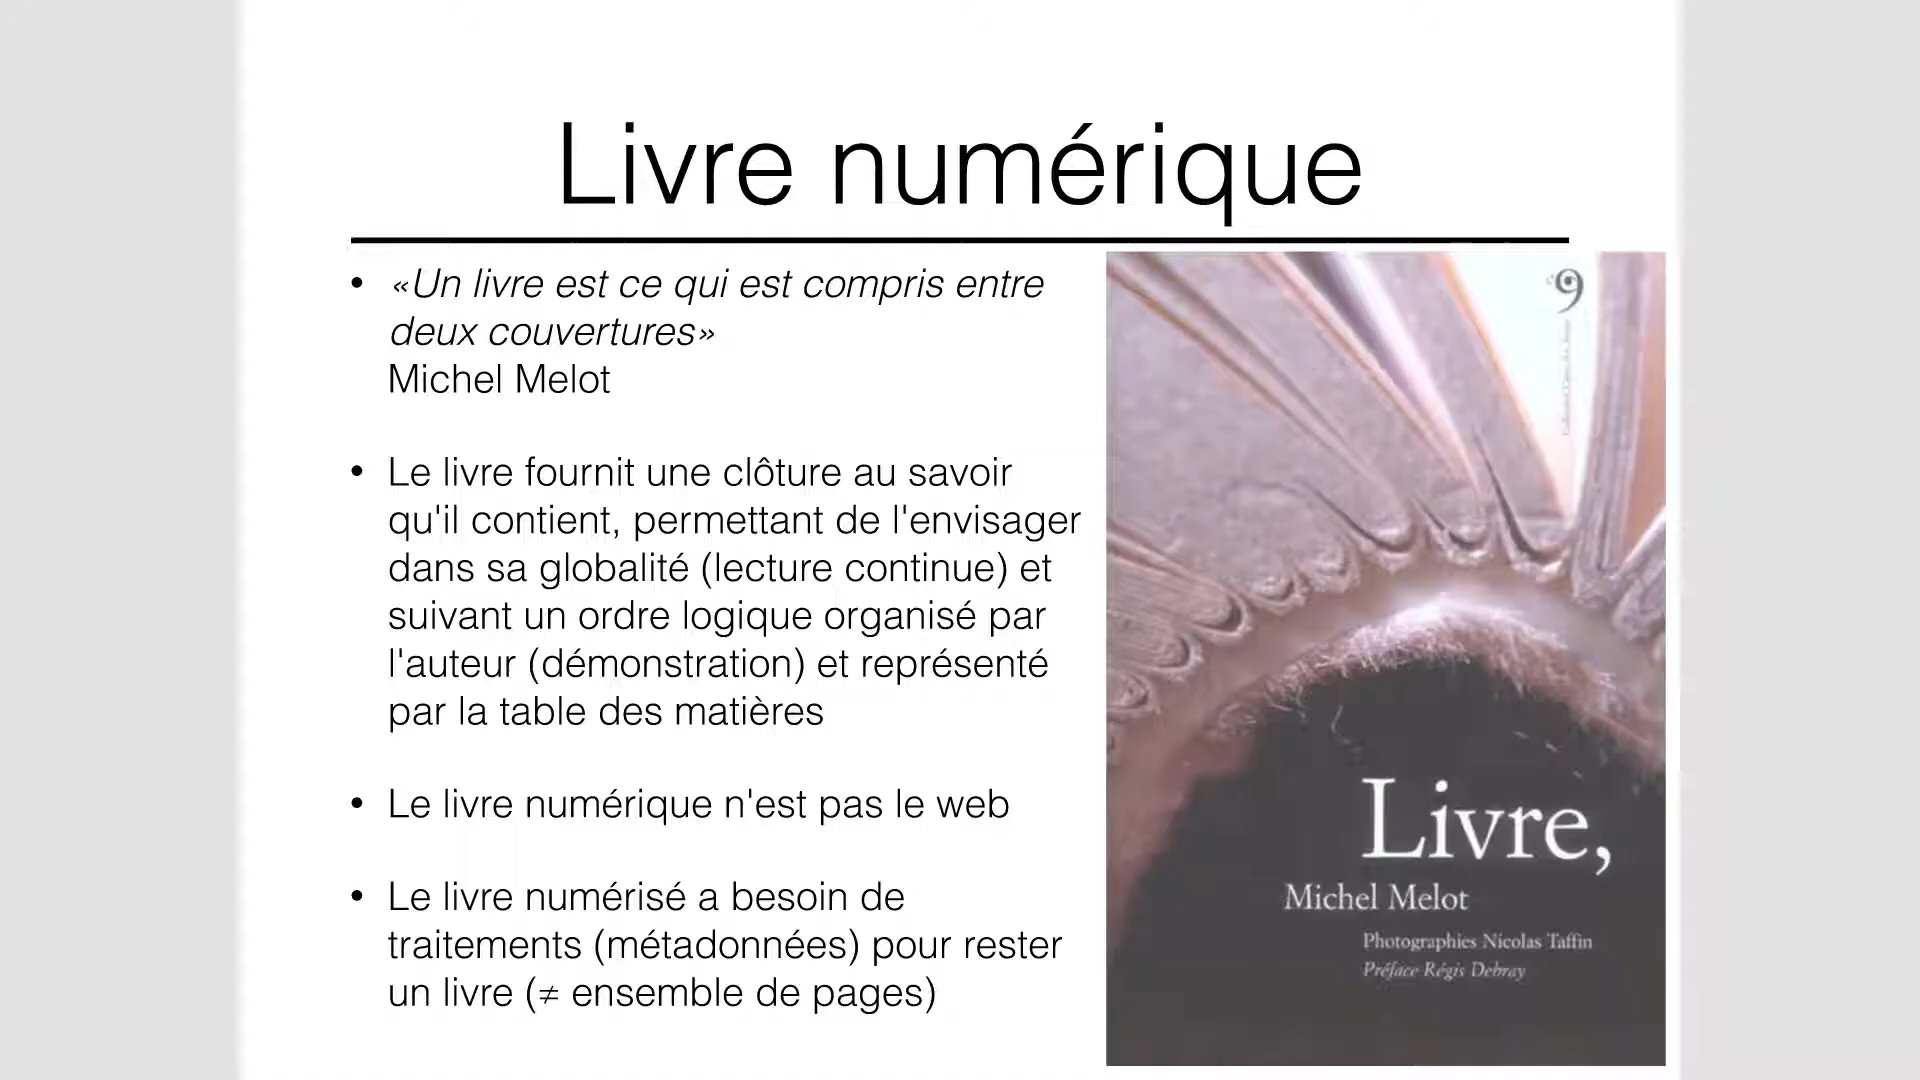 Livre numérique
• «Un livre est ce qui est compris entre
deux couvertures»
Michel Melot
• Le livre fournit une clôture au savoir
qu'il contient, permettant de l'envisager
dans sa globalité (lecture continue) et
suivant un ordre logique organisé par
l'auteur (démonstration) et représenté
par la table des matières
• Le livre numérique n'est pas le web
• Le livre numérisé a besoin de
traitements (métadonnées) pour rester
un livre (≠ ensemble de pages)
Livre,
Michel Melot
Photographies Nicolas Taffin
Préface Régis Debray